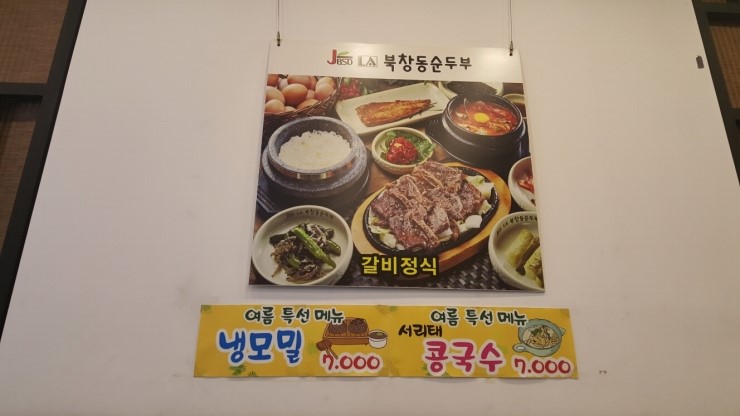 JBSD LA 북창동순두부
갈비정식
여름 특선 메뉴
냉모밀 7.000
여름 특선 메뉴
서리태
콩국수 7.000